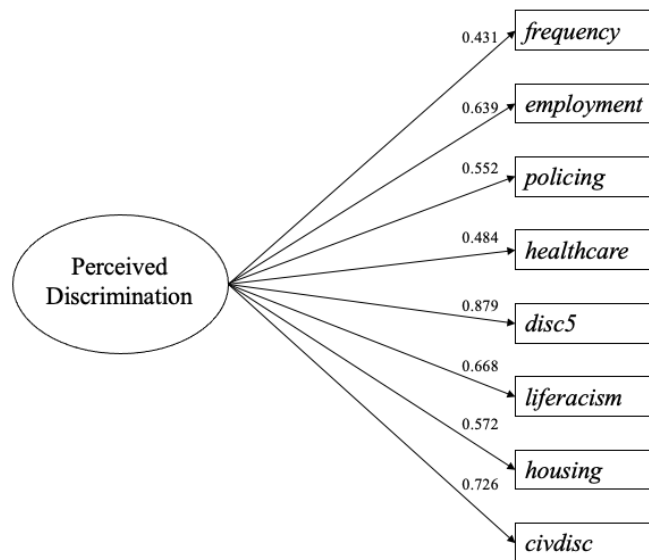 0.431
frequency
0.639
employment
0.552
policing
0.484
healthcare
Perceived
Discrimination
0.879
disc5
0.668
liferacism
0.572
housing
0.726
civdisc